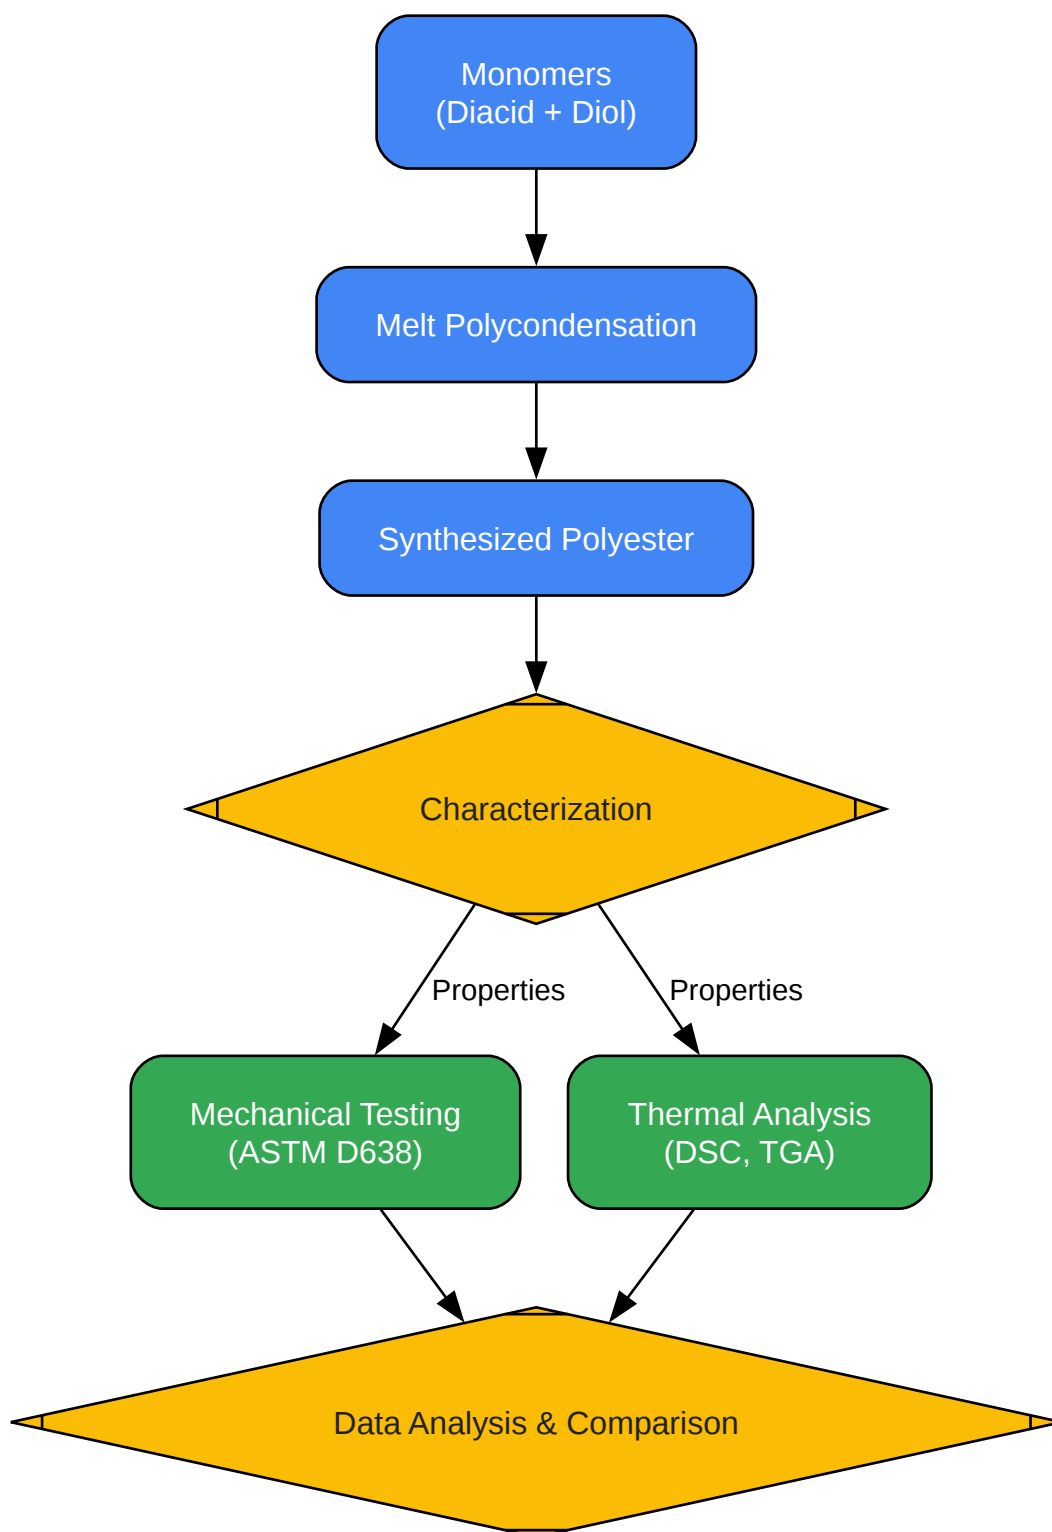 Monomers
(Diacid + Diol)
Melt Polycondensation
Synthesized Polyester
Characterization
Properties
Properties
Mechanical Testing
(ASTM D638)
Thermal Analysis
(DSC, TGA)
Data Analysis & Comparison